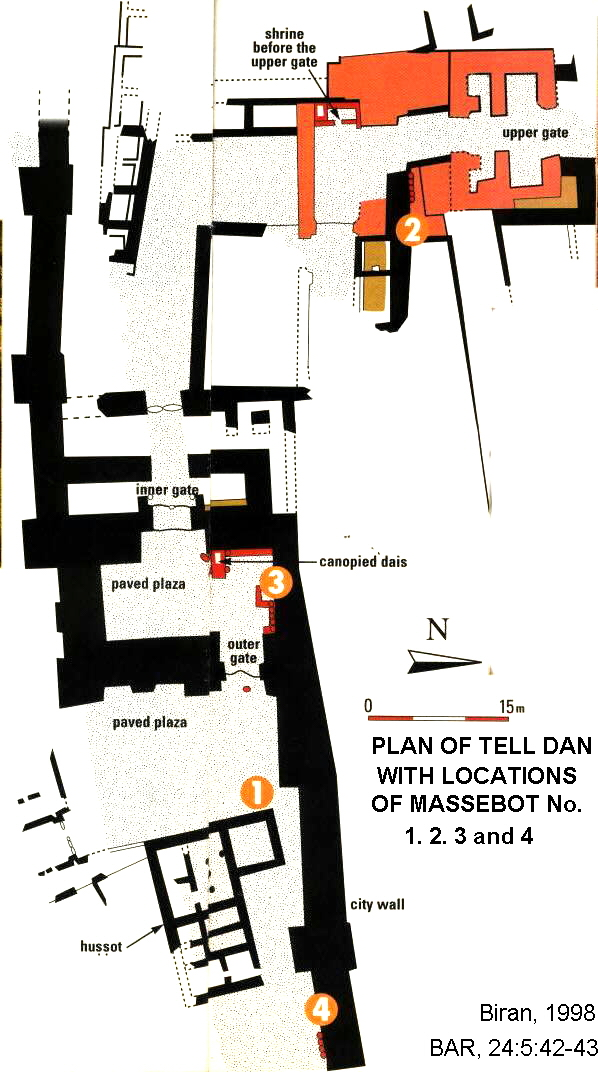 shrine
before the
upper gate
upper gate
2
inner gate
canopied dais
paved plaza
3
outer
gate
N
0 15m
paved plaza
PLAN OF TELL DAN
WITH LOCATIONS
OF MASSEBOT No.
1. 2. 3 and 4
1
city wall
hussot
4
Biran, 1998
BAR, 24:5:42-43